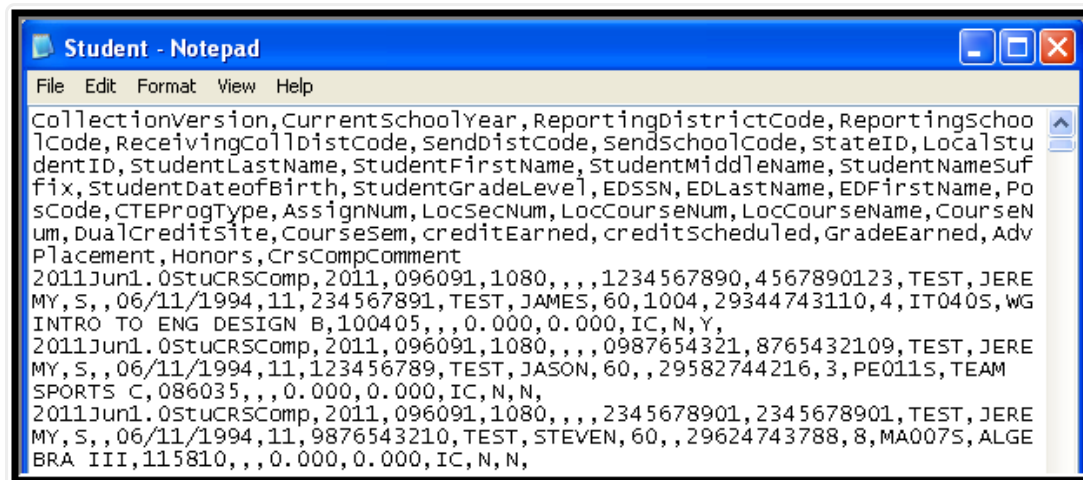 Student - Notepad
File Edit Format View Help
CollectionVersion,CurrentSchoolYear,ReportingDistrictCode,ReportingSchoo
lCode,ReceivingCollDistCode,SendDistCode,SendSchoolCode,StateID,LocalStu
dentID,StudentLastName,StudentFirstName,StudentMiddleName,StudentNameSuf
fix,StudentDateofBirth,StudentGradeLevel,EDSSN,EDLastName,EDFirstName,Po
sCode,CTEProgType,AssignNum,LocSecNum,LocCourseNum,LocCourseName,CourseN
um,DualCreditSite,CourseSem,creditEarned,creditScheduled,GradeEarned,Adv
Placement,Honors,CrsCompComment
2011Jun1.0StuCRSComp,2011,096091,1080,,,,1234567890,4567890123,TEST,JERE
MY,S,,06/11/1994,11,234567891,TEST,JAMES,60,1004,29344743110,4,IT040S,WG
INTRO TO ENG DESIGN B,100405,,,0.000,0.000,IC,N,Y,
2011Jun1.0StuCRSComp,2011,096091,1080,,,,0987654321,8765432109,TEST,JERE
MY,S,,06/11/1994,11,123456789,TEST,JASON,60,,29582744216,3,PE011S,TEAM
SPORTS C,086035,,,0.000,0.000,IC,N,N,
2011Jun1.0StuCRSComp,2011,096091,1080,,,,2345678901,2345678901,TEST,JERE
MY,S,,06/11/1994,11,9876543210,TEST,STEVEN,60,,29624743788,8,MA007S,ALGE
BRA III,115810,,,0.000,0.000,IC,N,N,